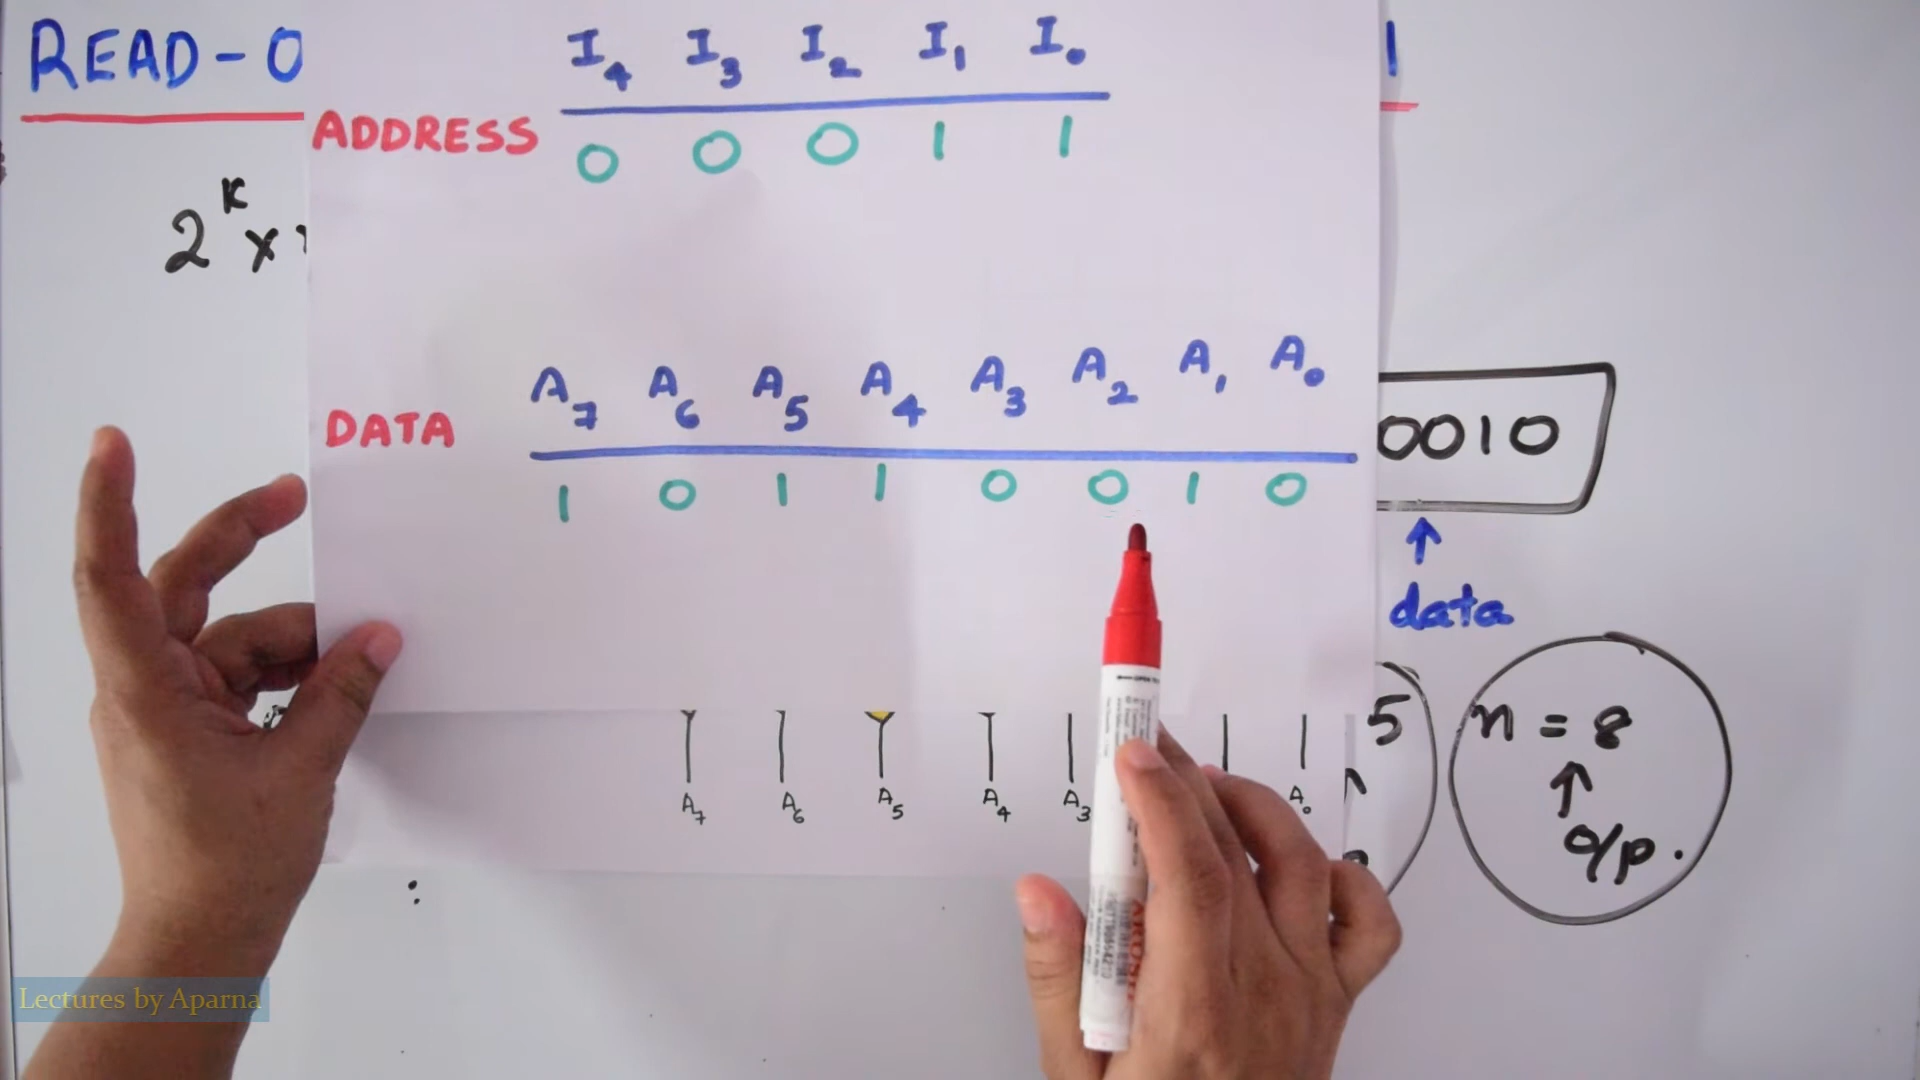 READ-O
I₄ I₃ I₂ I₁ I₀
ADDRESS 0 0 0 1 1
2ᴷ x
A₇ A₆ A₅ A₄ A₃ A₂ A₁ A₀
DATA
1 0 1 1 0 0 1 0
0010
↑
data
5
n = 8
↑
o/p.
A₇ A₆ A₅ A₄ A₃ A₀
Lectures by Aparna